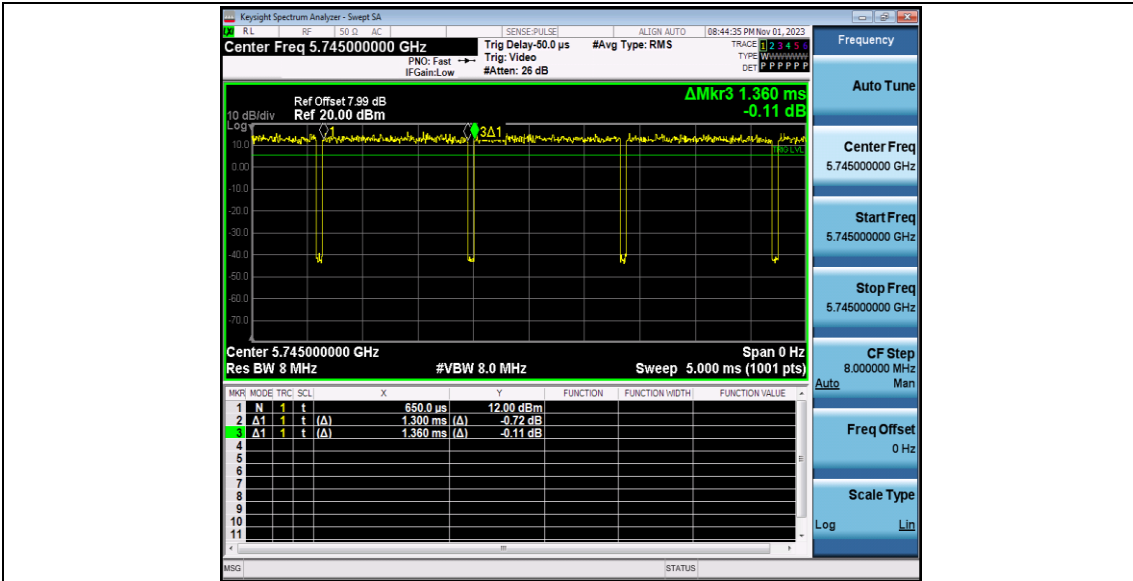 Keysight Spectrum Analyzer - Swept SA
RL RF 50 Ω AC SENSE:PULSE ALIGN AUTO 08:44:35 PM Nov 01, 2023
Center Freq 5.745000000 GHz
PNO: Fast
IFGain:Low
Trig Delay-50.0 µs
Trig: Video
#Atten: 26 dB
#Avg Type: RMS
TRACE 1 2 3 4 5 6
TYPE WWWWWW
DET P P P P P P
ΔMkr3 1.360 ms
-0.11 dB
Ref Offset 7.99 dB
10 dB/div Ref 20.00 dBm
Log
1
3Δ1
TRIG LVL
10.0
0.00
-10.0
-20.0
-30.0
-40.0
-50.0
-60.0
-70.0
Center 5.745000000 GHz Span 0 Hz
Res BW 8 MHz #VBW 8.0 MHz Sweep 5.000 ms (1001 pts)
MKR MODE TRC SCL X Y FUNCTION FUNCTION WIDTH FUNCTION VALUE
1 N 1 t 650.0 µs 12.00 dBm
2 Δ1 1 t (Δ) 1.300 ms (Δ) -0.72 dB
3 Δ1 1 t (Δ) 1.360 ms (Δ) -0.11 dB
4
5
6
7
8
9
10
11
MSG STATUS
Frequency
Auto Tune
Center Freq
5.745000000 GHz
Start Freq
5.745000000 GHz
Stop Freq
5.745000000 GHz
CF Step
8.000000 MHz
Auto Man
Freq Offset
0 Hz
Scale Type
Log Lin